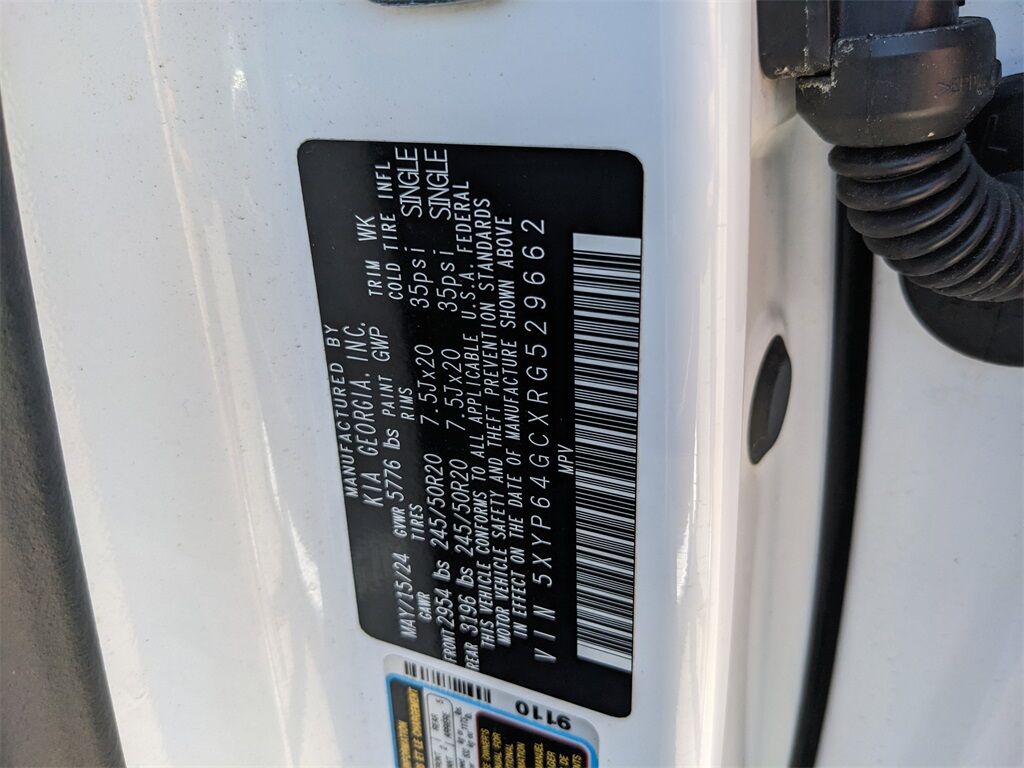 MANUFACTURED BY
KIA GEORGIA, INC.
MAY/15/24 GVWR 5776 lbs PAINT GWP TRIM WK
GAWR TIRES RIMS COLD TIRE INFL
FRONT 2954 lbs 245/50R20 7.5Jx20 35psi SINGLE
REAR 3196 lbs 245/50R20 7.5Jx20 35psi SINGLE
THIS VEHICLE CONFORMS TO ALL APPLICABLE U.S.A. FEDERAL
MOTOR VEHICLE SAFETY AND THEFT PREVENTION STANDARDS
IN EFFECT ON THE DATE OF MANUFACTURE SHOWN ABOVE
VIN 5XYP64GCXRG529662
MPV
9110